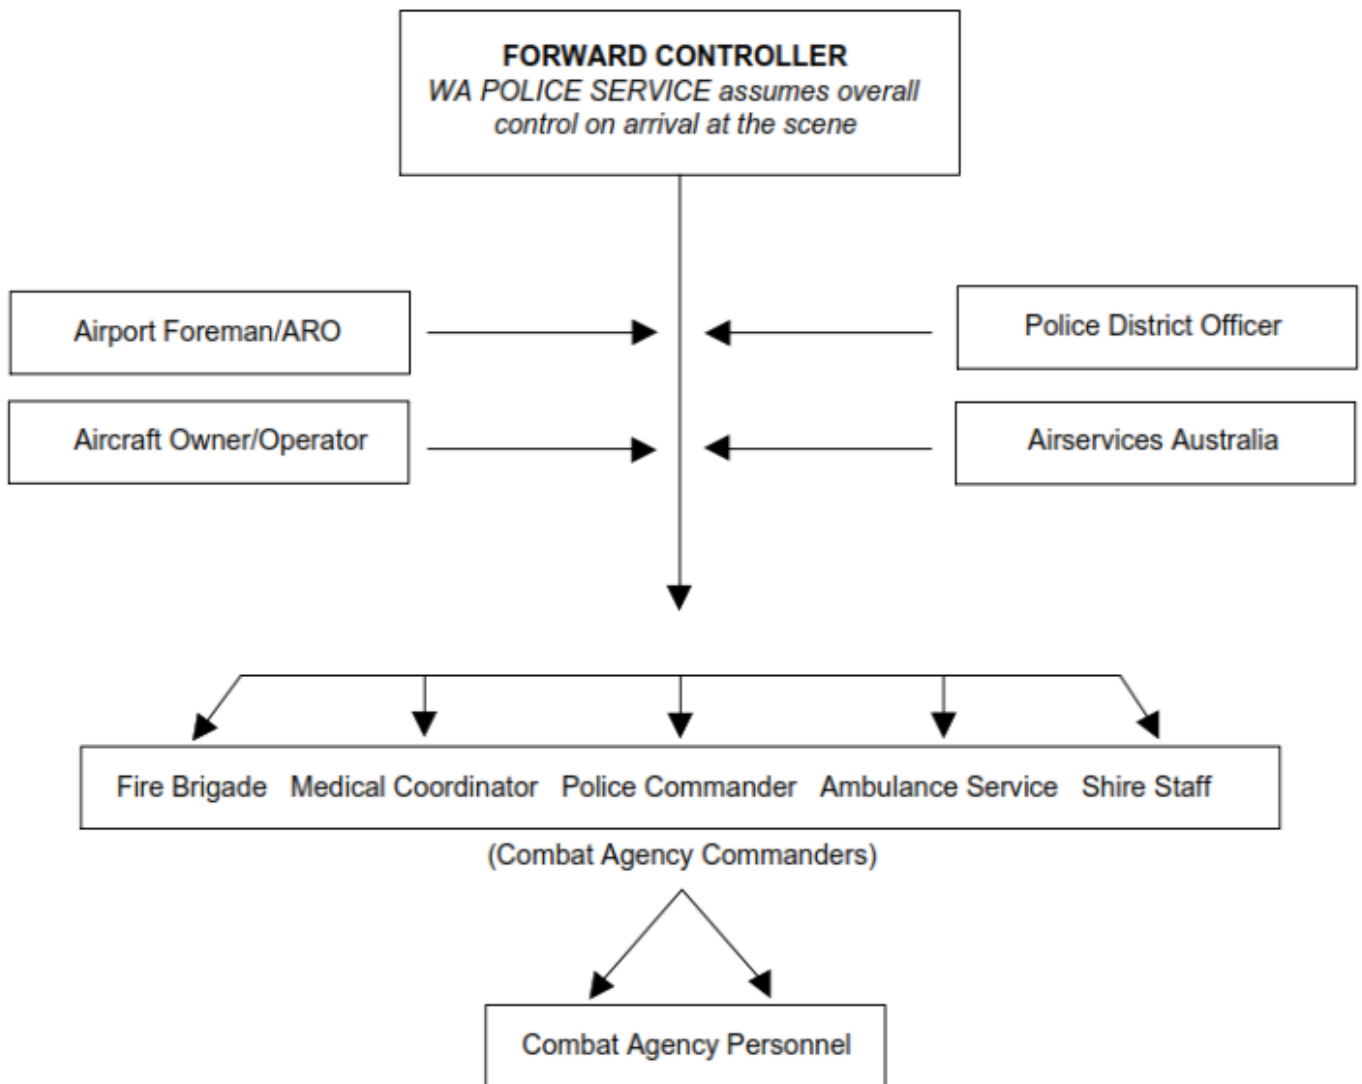 FORWARD CONTROLLER
WA POLICE SERVICE assumes overall
control on arrival at the scene
Airport Foreman/ARO
Police District Officer
Aircraft Owner/Operator
Airservices Australia
Fire Brigade Medical Coordinator Police Commander Ambulance Service Shire Staff
(Combat Agency Commanders)
Combat Agency Personnel